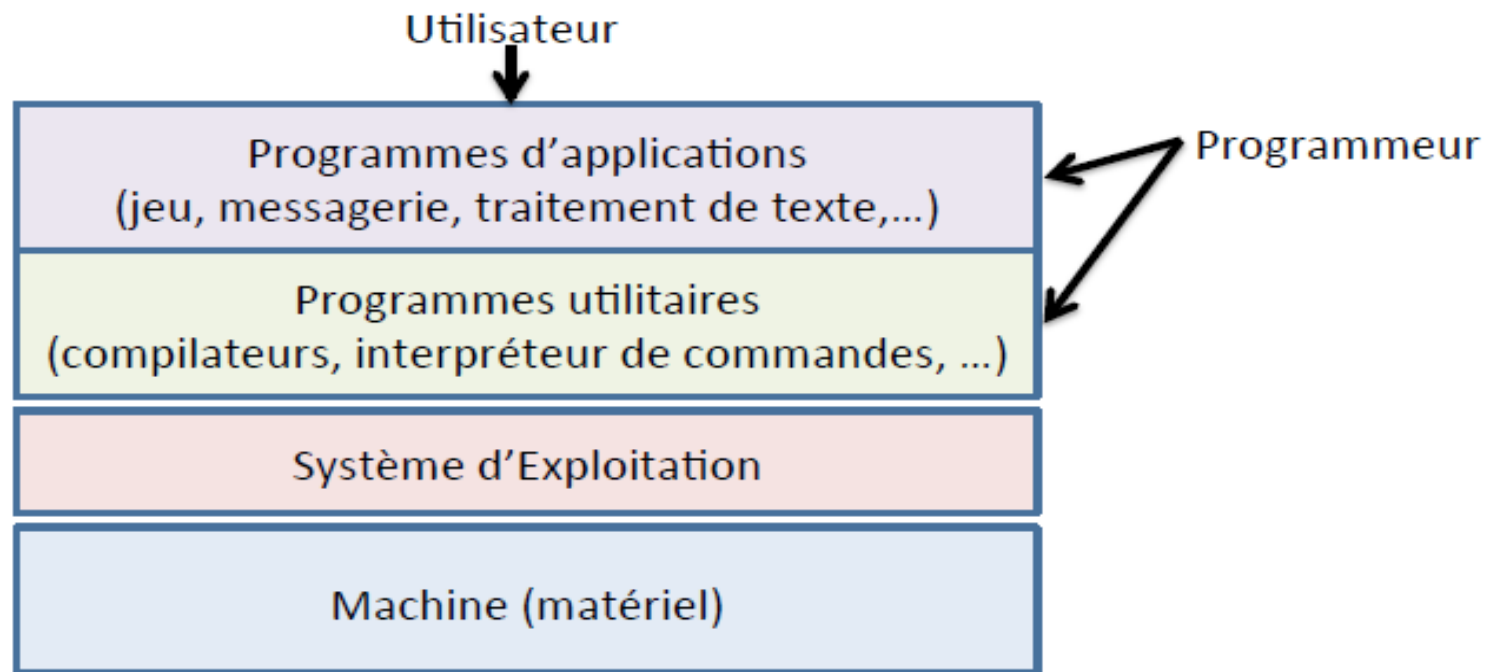 Utilisateur
Programmes d'applications
(jeu, messagerie, traitement de texte,...)
Programmeur
Programmes utilitaires
(compilateurs, interpréteur de commandes, ...)
Système d'Exploitation
Machine (matériel)